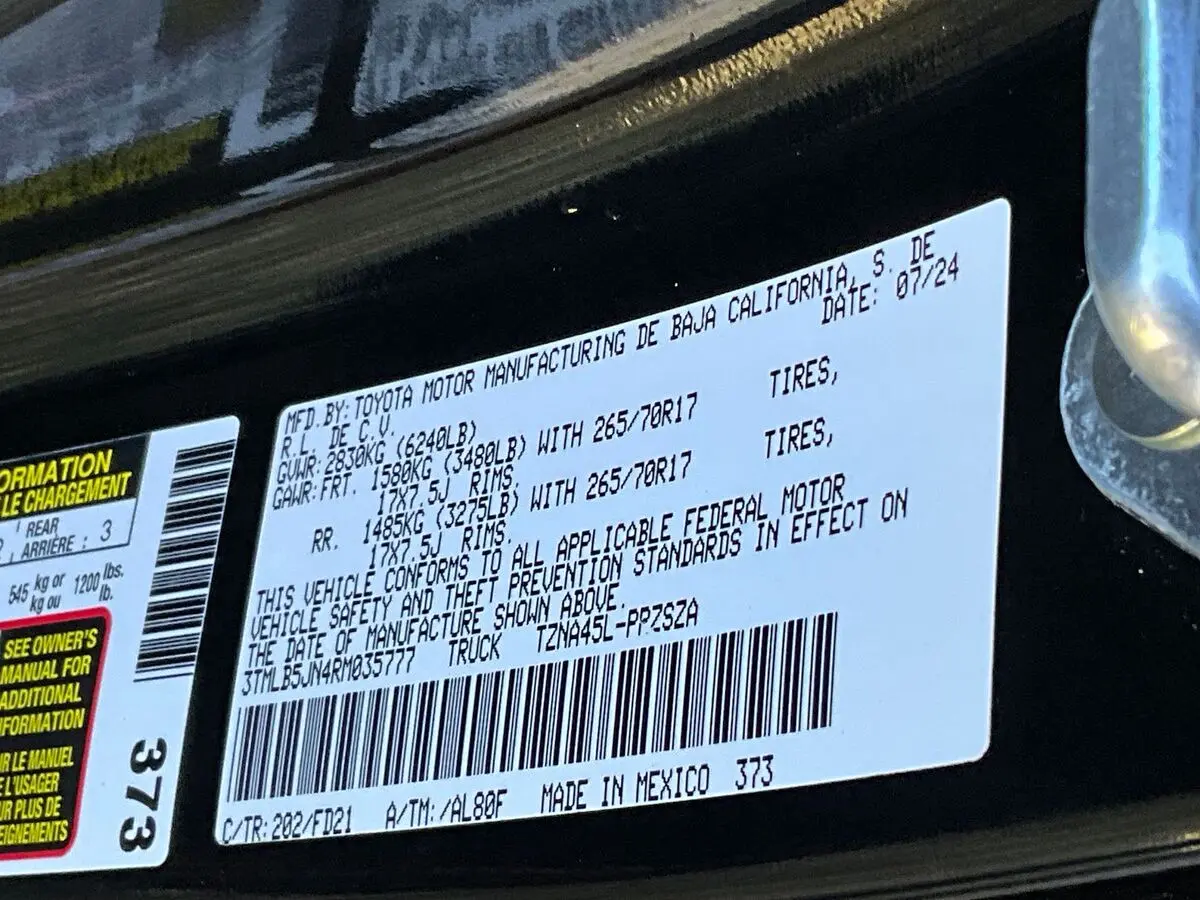 ORMATION
LE CHARGEMENT
REAR
ARRIÈRE : 3
545 kg or 1200 lbs.
kg ou lb.
SEE OWNER'S
MANUAL FOR
ADDITIONAL
NFORMATION
R LE MANUEL
E L'USAGER
UR PLUS DE
EIGNEMENTS
373
MFD.BY:TOYOTA MOTOR MANUFACTURING DE BAJA CALIFORNIA, S. DE
R.L. DE C.V. DATE: 07/24
GVWR:2830KG (6240LB)
GAWR:FRT. 1580KG (3480LB) WITH 265/70R17 TIRES,
17X7.5J RIMS.
RR. 1485KG (3275LB) WITH 265/70R17 TIRES,
17X7.5J RIMS.
THIS VEHICLE CONFORMS TO ALL APPLICABLE FEDERAL MOTOR
VEHICLE SAFETY AND THEFT PREVENTION STANDARDS IN EFFECT ON
THE DATE OF MANUFACTURE SHOWN ABOVE.
3TMLB5JN4RM035777 TRUCK TZNA45L-PPZSZA
C/TR:202/FD21 A/TM:/AL80F MADE IN MEXICO 373